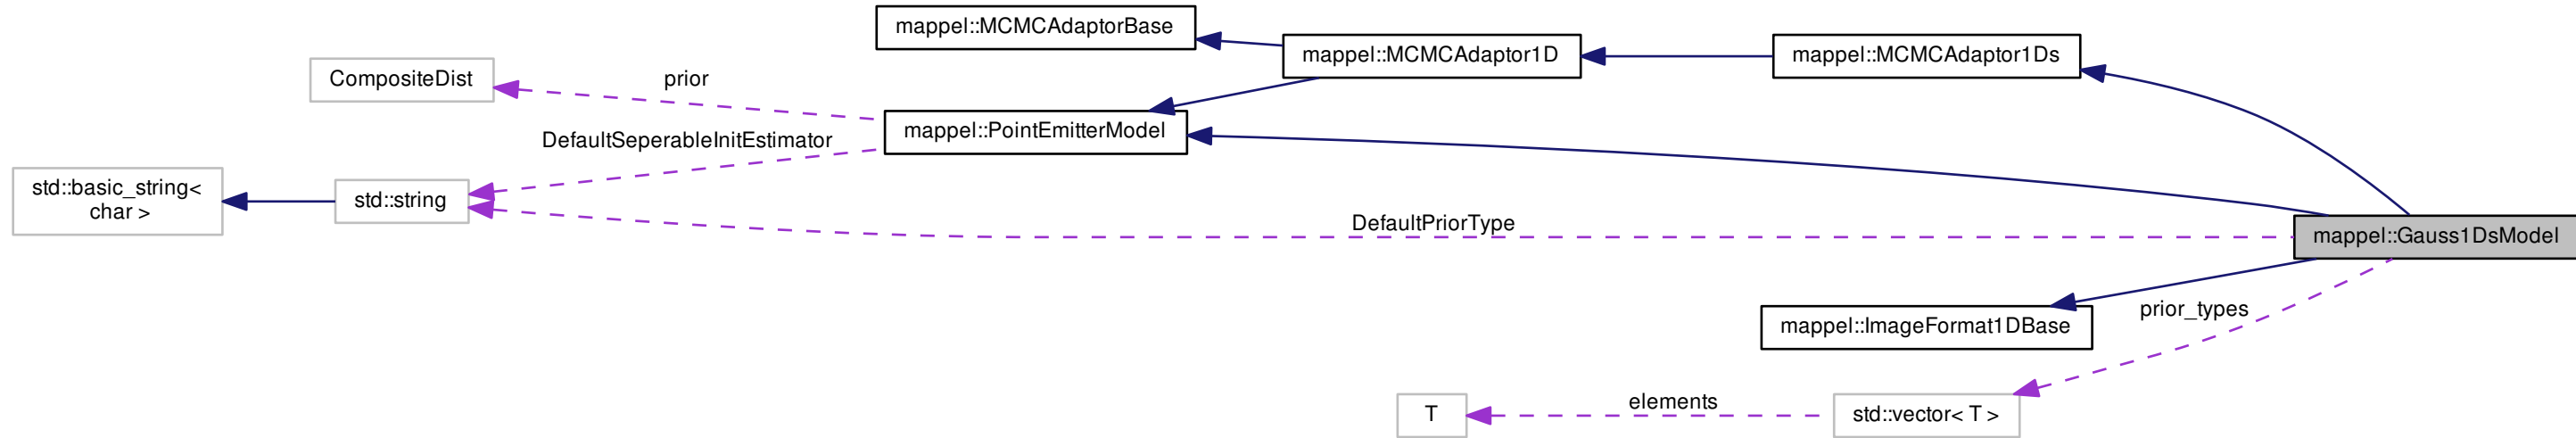 mappel::MCMCAdaptorBase
mappel::MCMCAdaptor1D
mappel::MCMCAdaptor1Ds
CompositeDist
prior
mappel::PointEmitterModel
DefaultSeperableInitEstimator
std::basic_string<
char >
std::string
DefaultPriorType
mappel::Gauss1DsModel
mappel::ImageFormat1DBase
prior_types
T
elements
std::vector< T >